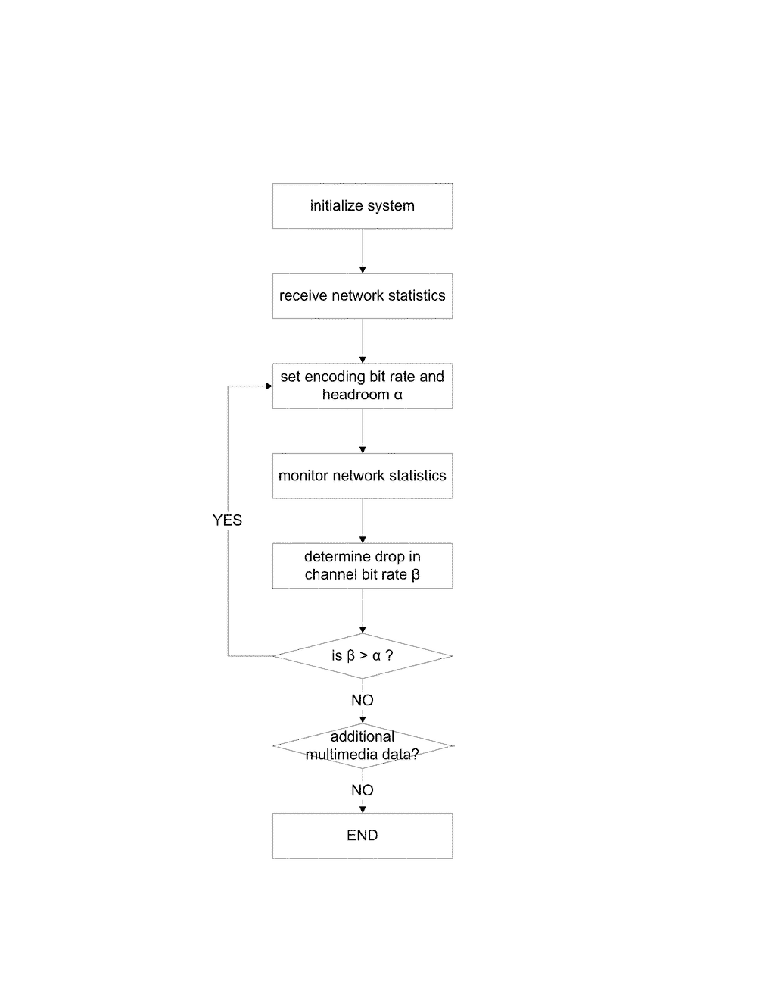 initialize system
receive network statistics
set encoding bit rate and
headroom α
monitor network statistics
YES
determine drop in
channel bit rate β
is β > α ?
NO
additional
multimedia data?
NO
END